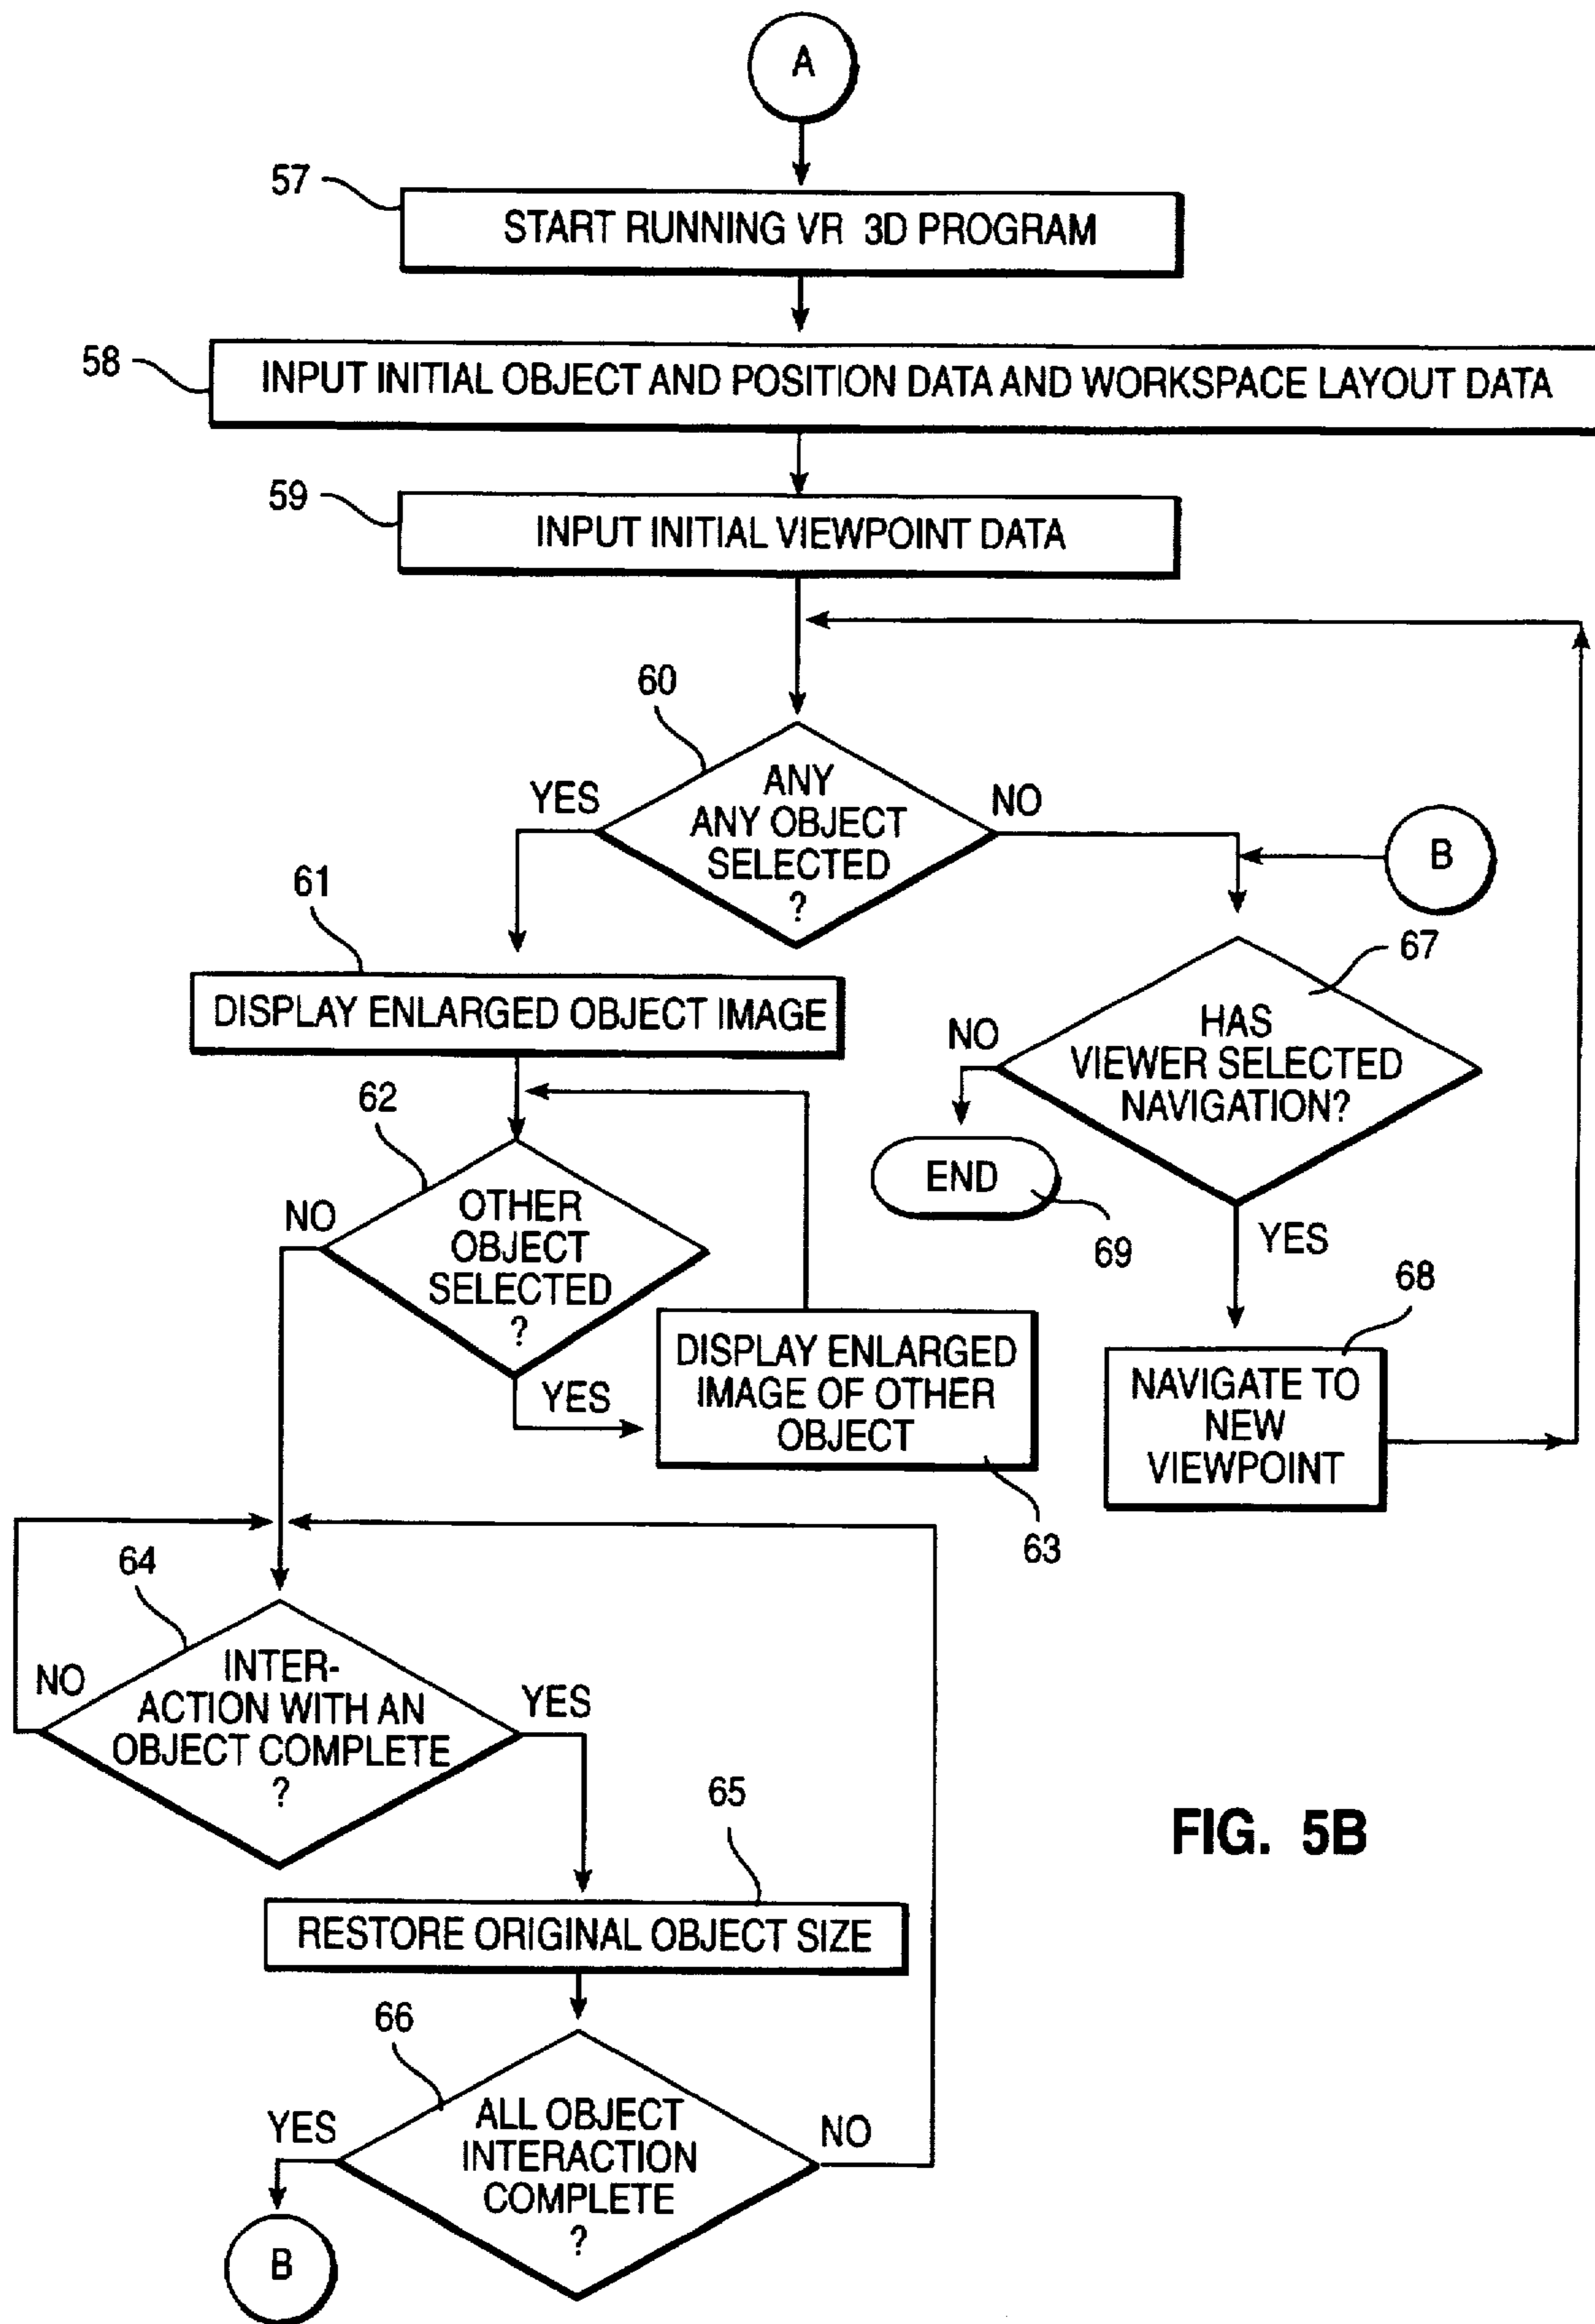 A
57
START RUNNING VR 3D PROGRAM
58
INPUT INITIAL OBJECT AND POSITION DATA AND WORKSPACE LAYOUT DATA
59
INPUT INITIAL VIEWPOINT DATA
60
YES
ANY
ANY OBJECT
SELECTED
?
NO
B
61
DISPLAY ENLARGED OBJECT IMAGE
67
NO
HAS
VIEWER SELECTED
NAVIGATION?
62
END
69
YES
NO
OTHER
OBJECT
SELECTED
?
YES
68
DISPLAY ENLARGED
IMAGE OF OTHER
OBJECT
63
NAVIGATE TO
NEW
VIEWPOINT
64
NO
INTER-
ACTION WITH AN
OBJECT COMPLETE
?
YES
65
FIG. 5B
RESTORE ORIGINAL OBJECT SIZE
66
YES
ALL OBJECT
INTERACTION
COMPLETE
?
NO
B